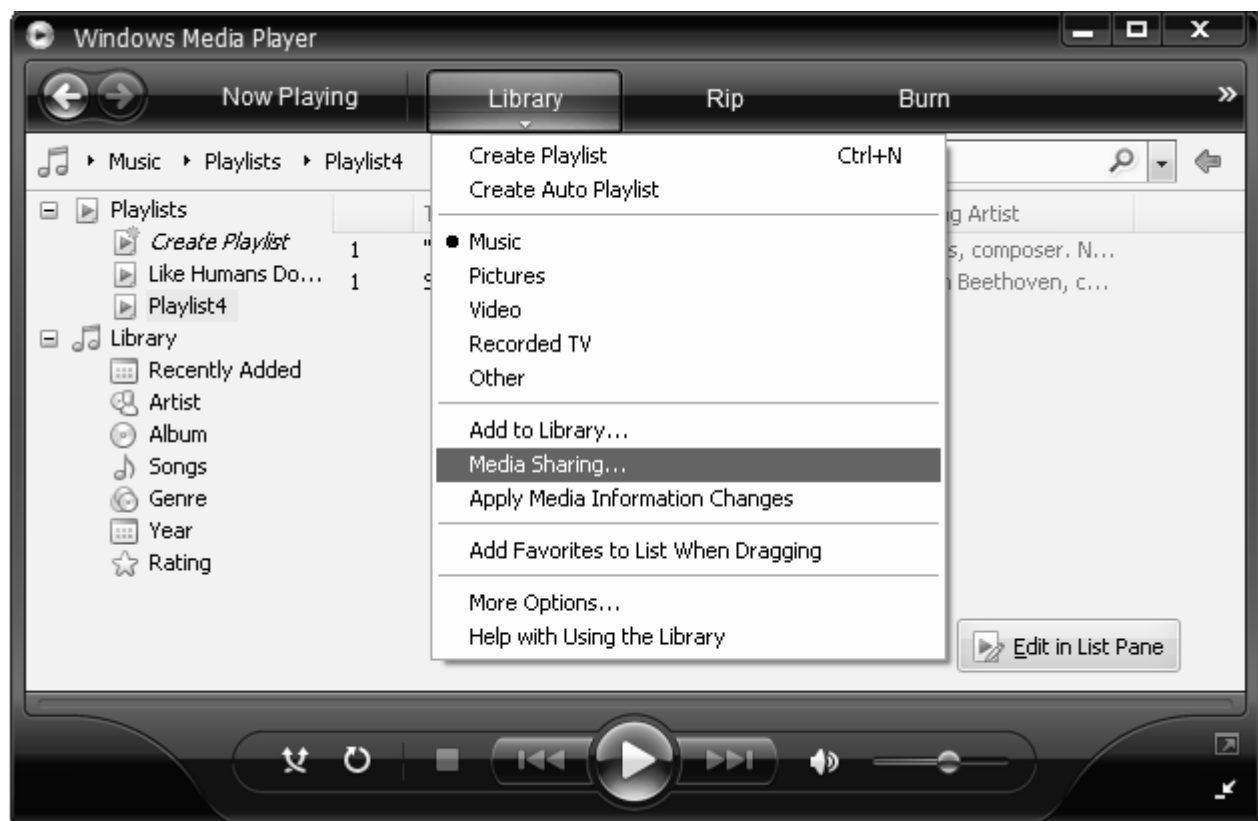 Windows Media Player
Now Playing Library Rip Burn »
Music Playlists Playlist4
Playlists
Create Playlist
Like Humans Do...
Playlist4
Library
Recently Added
Artist
Album
Songs
Genre
Year
Rating
1
1
Create Playlist Ctrl+N
Create Auto Playlist
Music
Pictures
Video
Recorded TV
Other
Add to Library...
Media Sharing...
Apply Media Information Changes
Add Favorites to List When Dragging
More Options...
Help with Using the Library
Artist
composer. N...
Beethoven, c...
Edit in List Pane